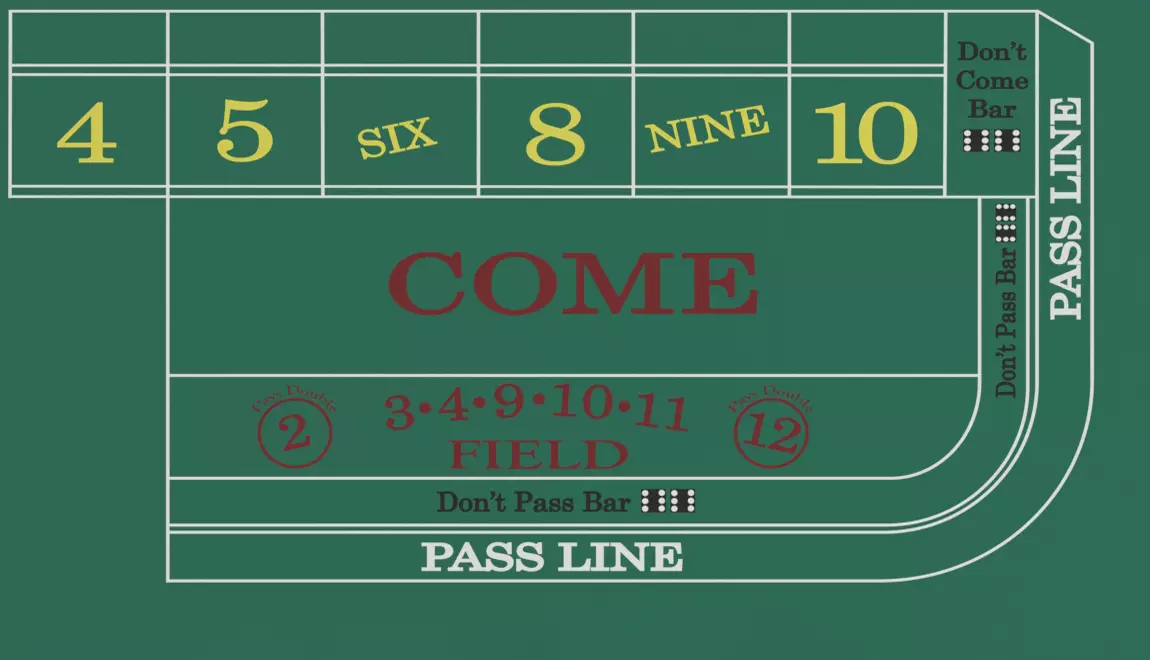 4
5
SIX
8
NINE
10
Don't
Come
Bar
PASS LINE
Don't Pass Bar
COME
Pays Double
2
3•4•9•10•11
Pays Double
12
FIELD
Don't Pass Bar
PASS LINE